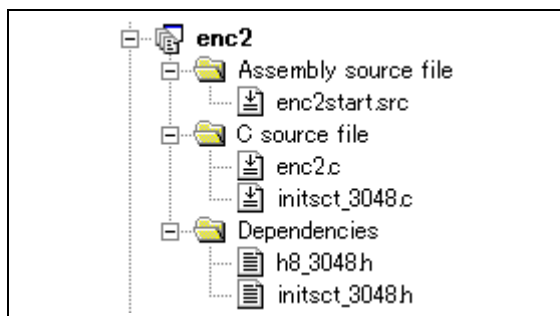 enc2
Assembly source file
enc2start.src
C source file
enc2.c
initsct_3048.c
Dependencies
h8_3048.h
initsct_3048.h